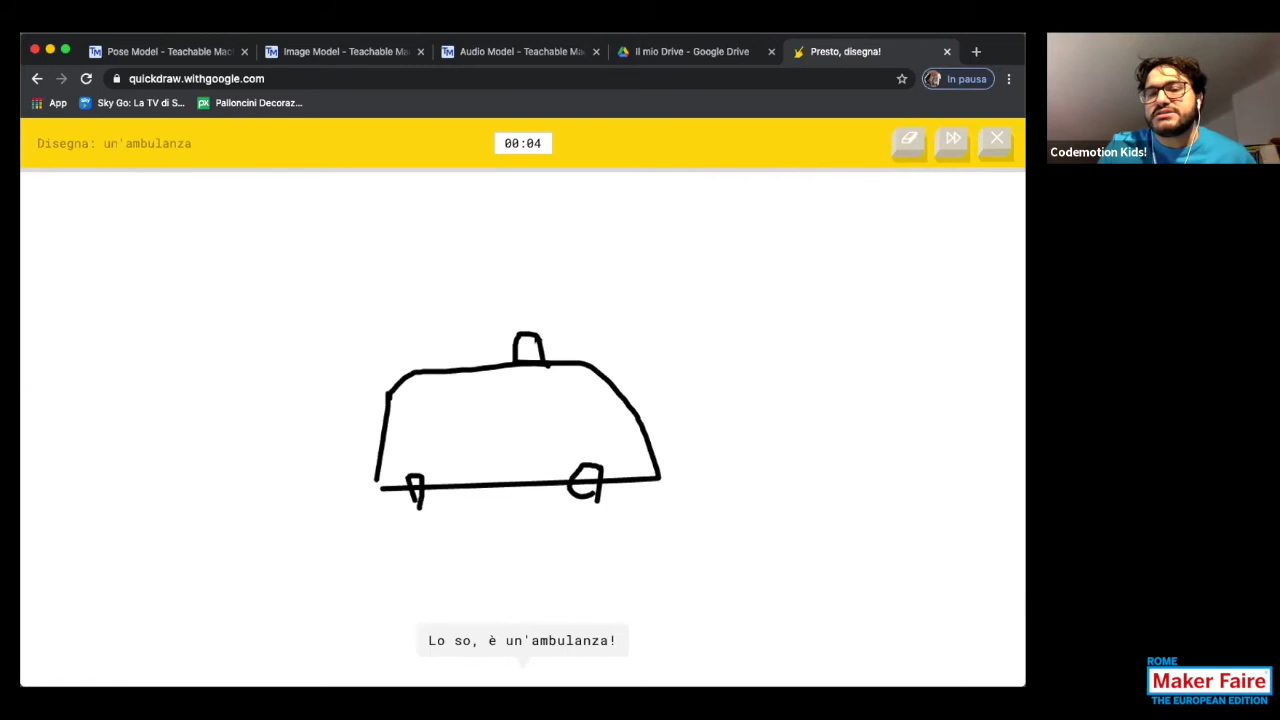 Pose Model - Teachable Mac
Image Model - Teachable Ma
Audio Model - Teachable Ma
Il mio Drive - Google Drive
Presto, disegna!
quickdraw.withgoogle.com
In pausa
App
Sky Go: La TV di S...
Palloncini Decoraz...
Disegna: un'ambulanza
00:04
Lo so, è un'ambulanza!
Codemotion Kids!
ROME
Maker Faire
THE EUROPEAN EDITION